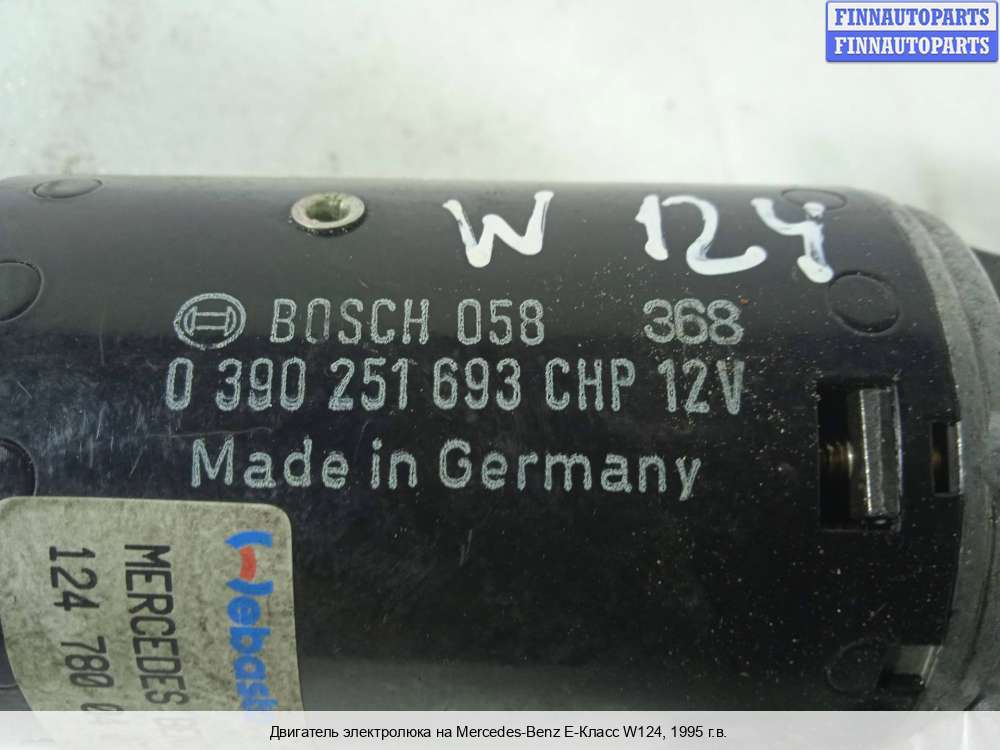 FINNAUTOPARTS
FINNAUTOPARTS
W 124
BOSCH 058 368
0 390 251 693 CHP 12V
Made in Germany
MERCEDES
124 780
Двигатель электролюка на Mercedes-Benz E-Класс W124, 1995 г.в.